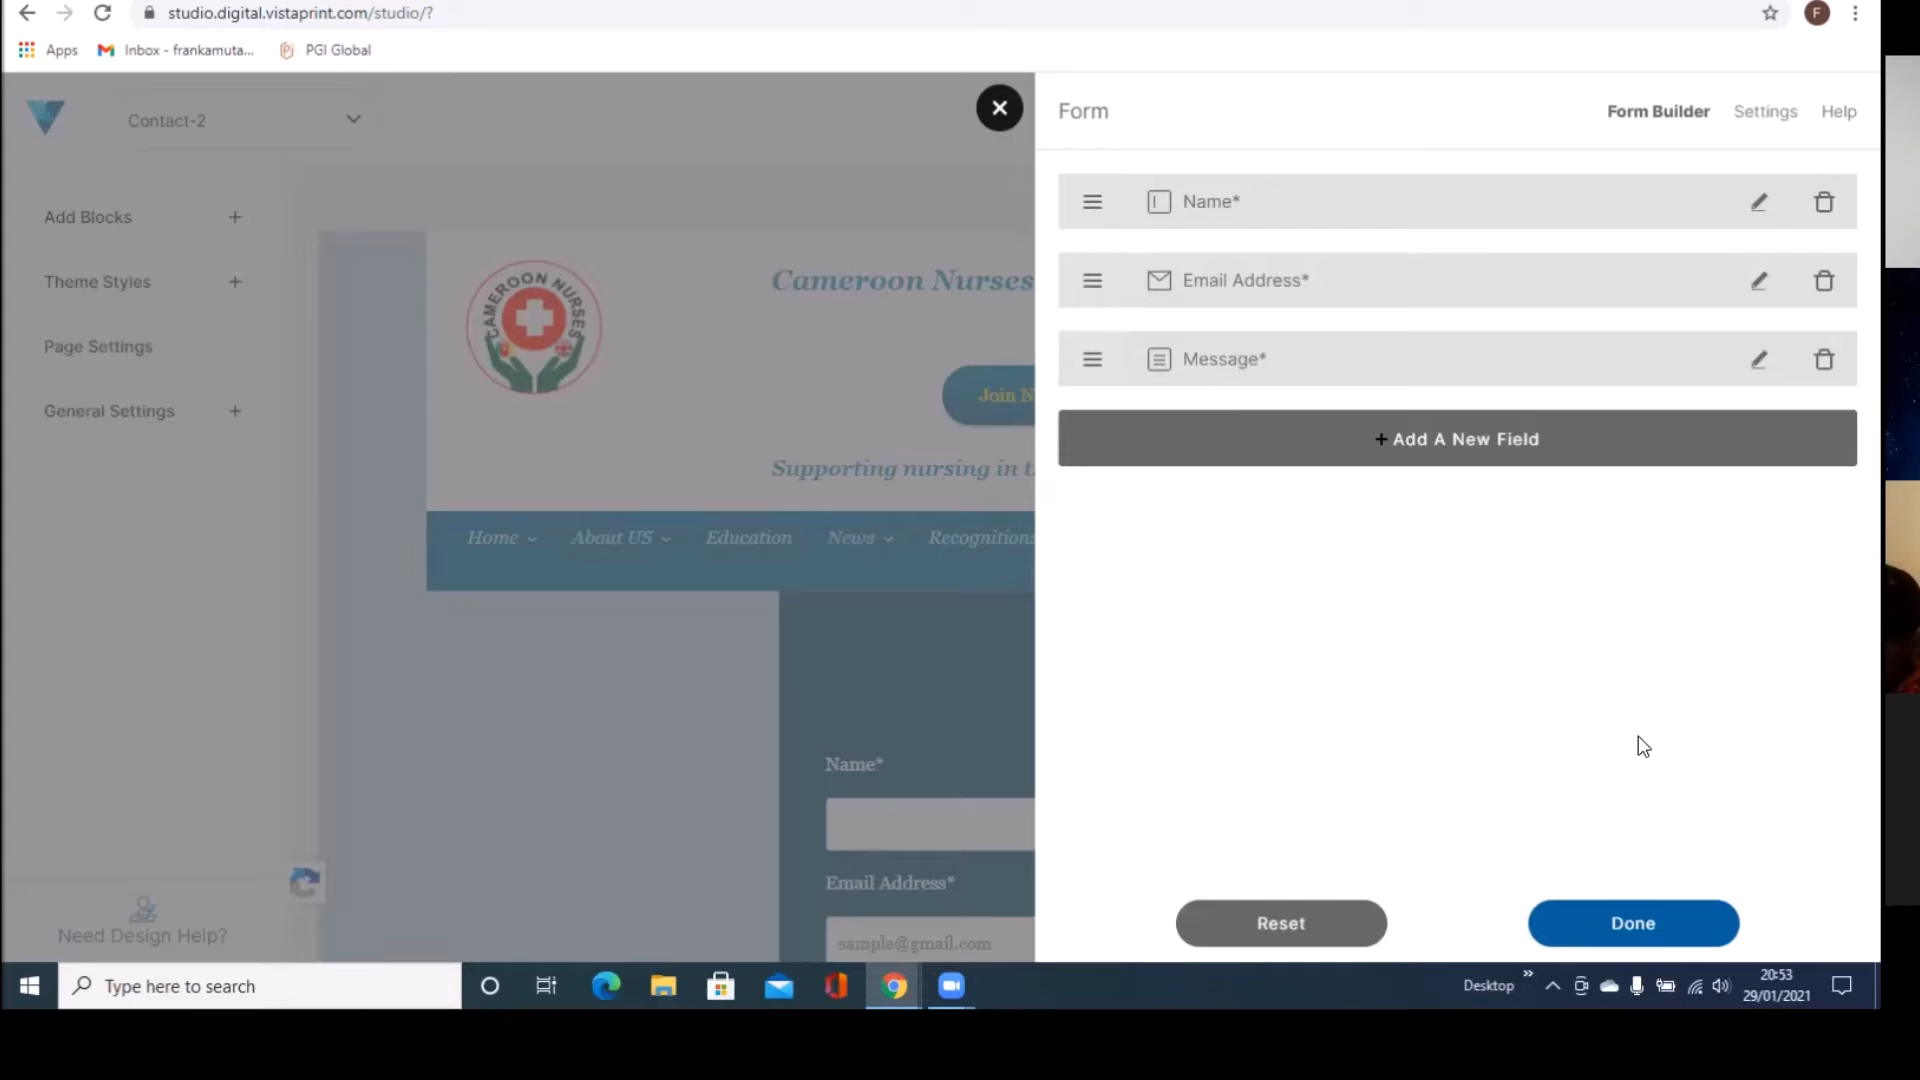 studio.digital.vistaprint.com/studio/?
F
Apps
Inbox - frankamuta...
PGI Global
Contact-2
Form
Form Builder
Settings
Help
Add Blocks
Theme Styles
Page Settings
General Settings
CAMEROON NURSES
Cameroon Nurses
Join N
Supporting nursing in t
Home
About US
Education
News
Recognitions
Name*
Email Address*
sample@gmail.com
Name*
Email Address*
Message*
+ Add A New Field
Reset
Done
Need Design Help?
Type here to search
Desktop
20:53
29/01/2021